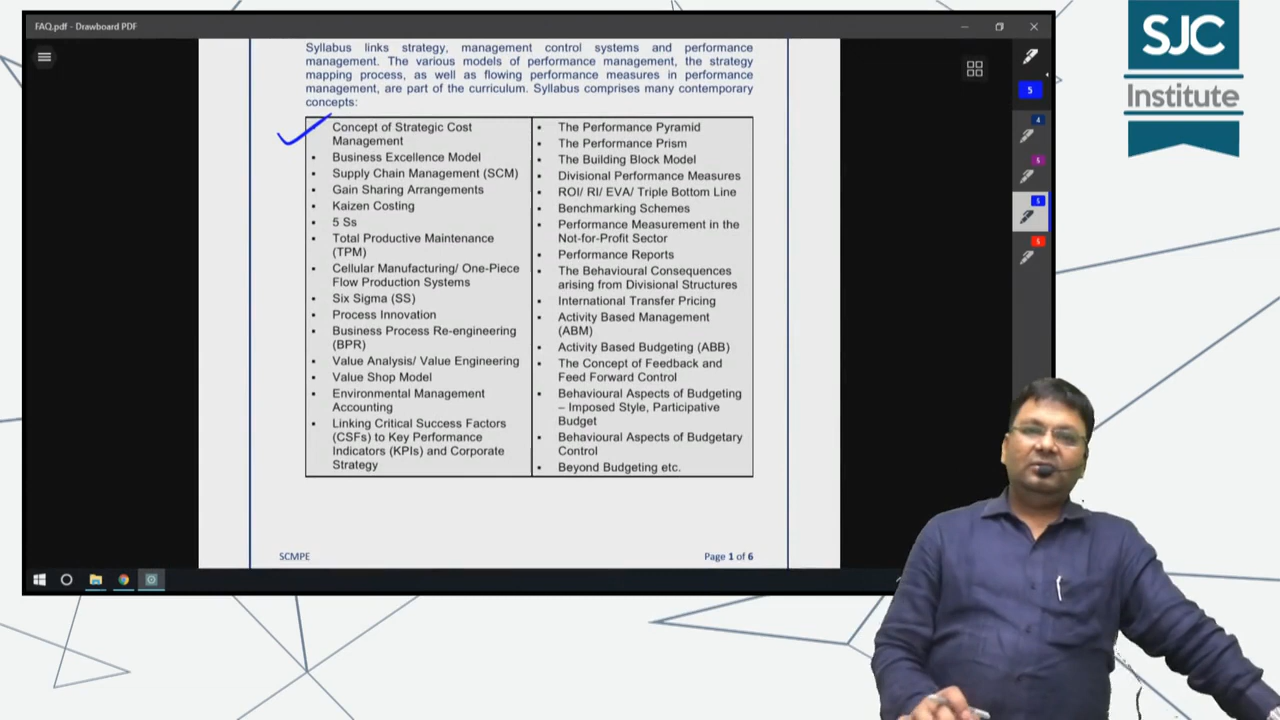 FAQ.pdf - Drawboard PDF
SJC
Institute
Syllabus links strategy, management control systems and performance
management. The various models of performance management, the strategy
mapping process, as well as flowing performance measures in performance
management, are part of the curriculum. Syllabus comprises many contemporary
concepts:
Concept of Strategic Cost
Management
• Business Excellence Model
• Supply Chain Management (SCM)
• Gain Sharing Arrangements
• Kaizen Costing
• 5 Ss
• Total Productive Maintenance
(TPM)
• Cellular Manufacturing/ One-Piece
Flow Production Systems
• Six Sigma (SS)
• Process Innovation
• Business Process Re-engineering
(BPR)
• Value Analysis/ Value Engineering
• Value Shop Model
• Environmental Management
Accounting
• Linking Critical Success Factors
(CSFs) to Key Performance
Indicators (KPIs) and Corporate
Strategy
• The Performance Pyramid
• The Performance Prism
• The Building Block Model
• Divisional Performance Measures
• ROI/ RI/ EVA/ Triple Bottom Line
• Benchmarking Schemes
• Performance Measurement in the
Not-for-Profit Sector
• Performance Reports
• The Behavioural Consequences
arising from Divisional Structures
• International Transfer Pricing
• Activity Based Management
(ABM)
• Activity Based Budgeting (ABB)
• The Concept of Feedback and
Feed Forward Control
• Behavioural Aspects of Budgeting
– Imposed Style, Participative
Budget
• Behavioural Aspects of Budgetary
Control
• Beyond Budgeting etc.
SCMPE
Page 1 of 6
5
4
5
5